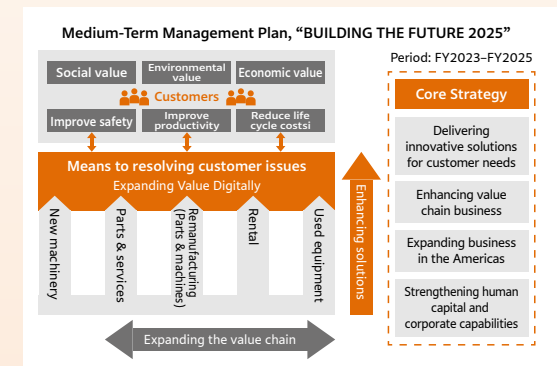 Medium-Term Management Plan, “BUILDING THE FUTURE 2025”
Period: FY2023–FY2025
Social value
Environmental
value
Economic value
Customers
Improve safety
Improve
productivity
Reduce life
cycle costsi
Means to resolving customer issues
Expanding Value Digitally
New machinery
Parts & services
Remanufacturing
(Parts & machines)
Rental
Used equipment
Expanding the value chain
Enhancing solutions
Core Strategy
Delivering
innovative solutions
for customer needs
Enhancing value
chain business
Expanding business
in the Americas
Strengthening human
capital and
corporate capabilities